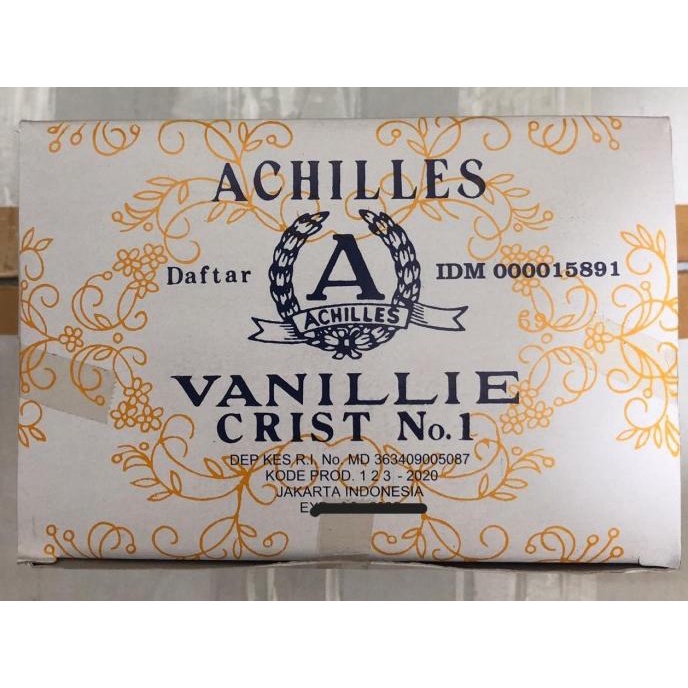 ACHILLES
Daftar
A
IDM 000015891
ACHILLES
VANILLIE
CRIST No.1
DEP KES R.I. No. MD 363409005087
KODE PROD. 1 2 3 - 2020
JAKARTA INDONESIA